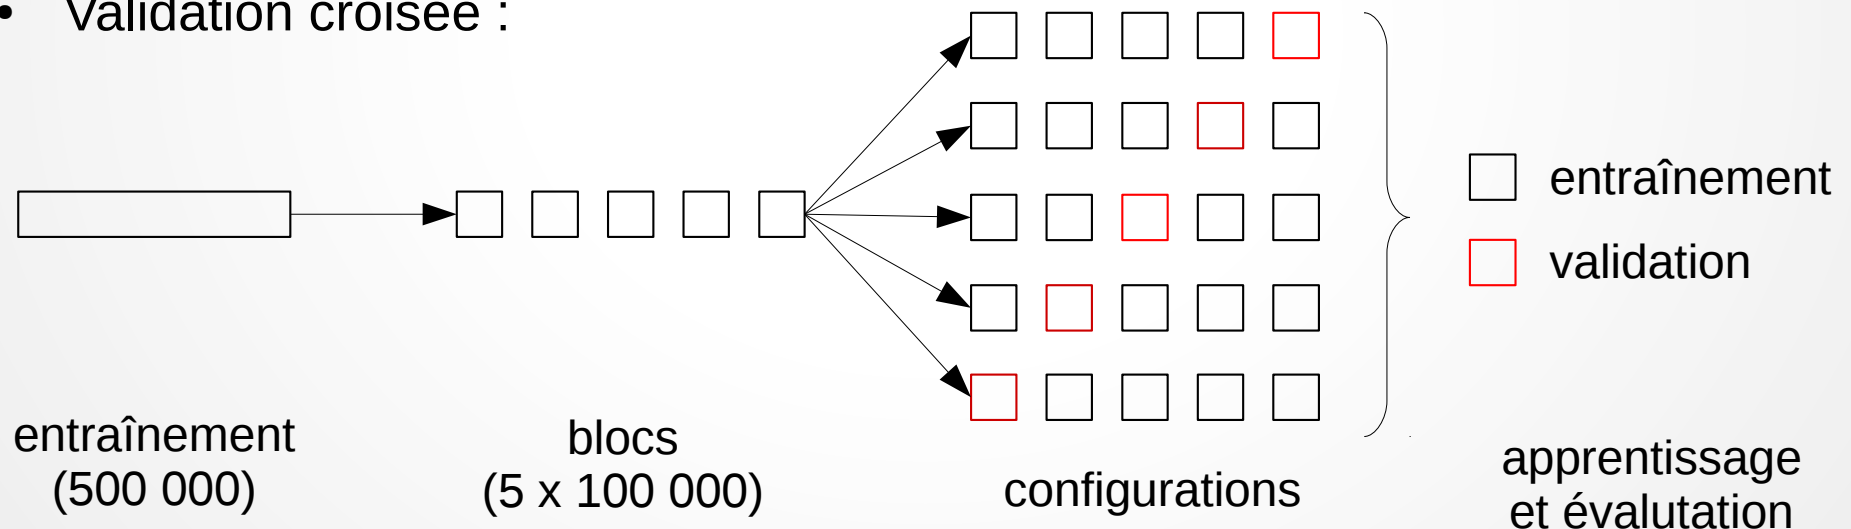 • Validation croisée :
entraînement
validation
entraînement
(500 000)
blocs
(5 x 100 000)
configurations
apprentissage
et évalutation